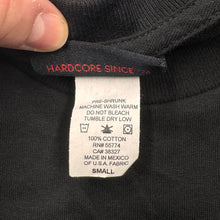 HARDCORE SINCE
PRE-SHRUNK
MACHINE WASH WARM
DO NOT BLEACH
TUMBLE DRY LOW
100% COTTON
RN# 55774
CA# 38327
MADE IN MEXICO
OF U.S.A. FABRIC
SMALL